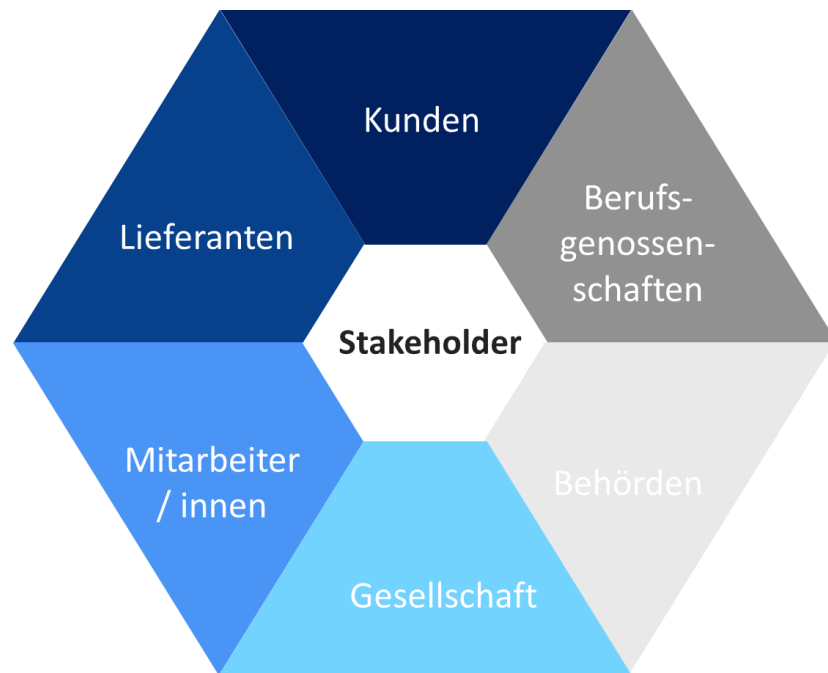 Kunden
Berufs-
genossen-
schaften
Lieferanten
Stakeholder
Mitarbeiter
/ innen
Behörden
Gesellschaft